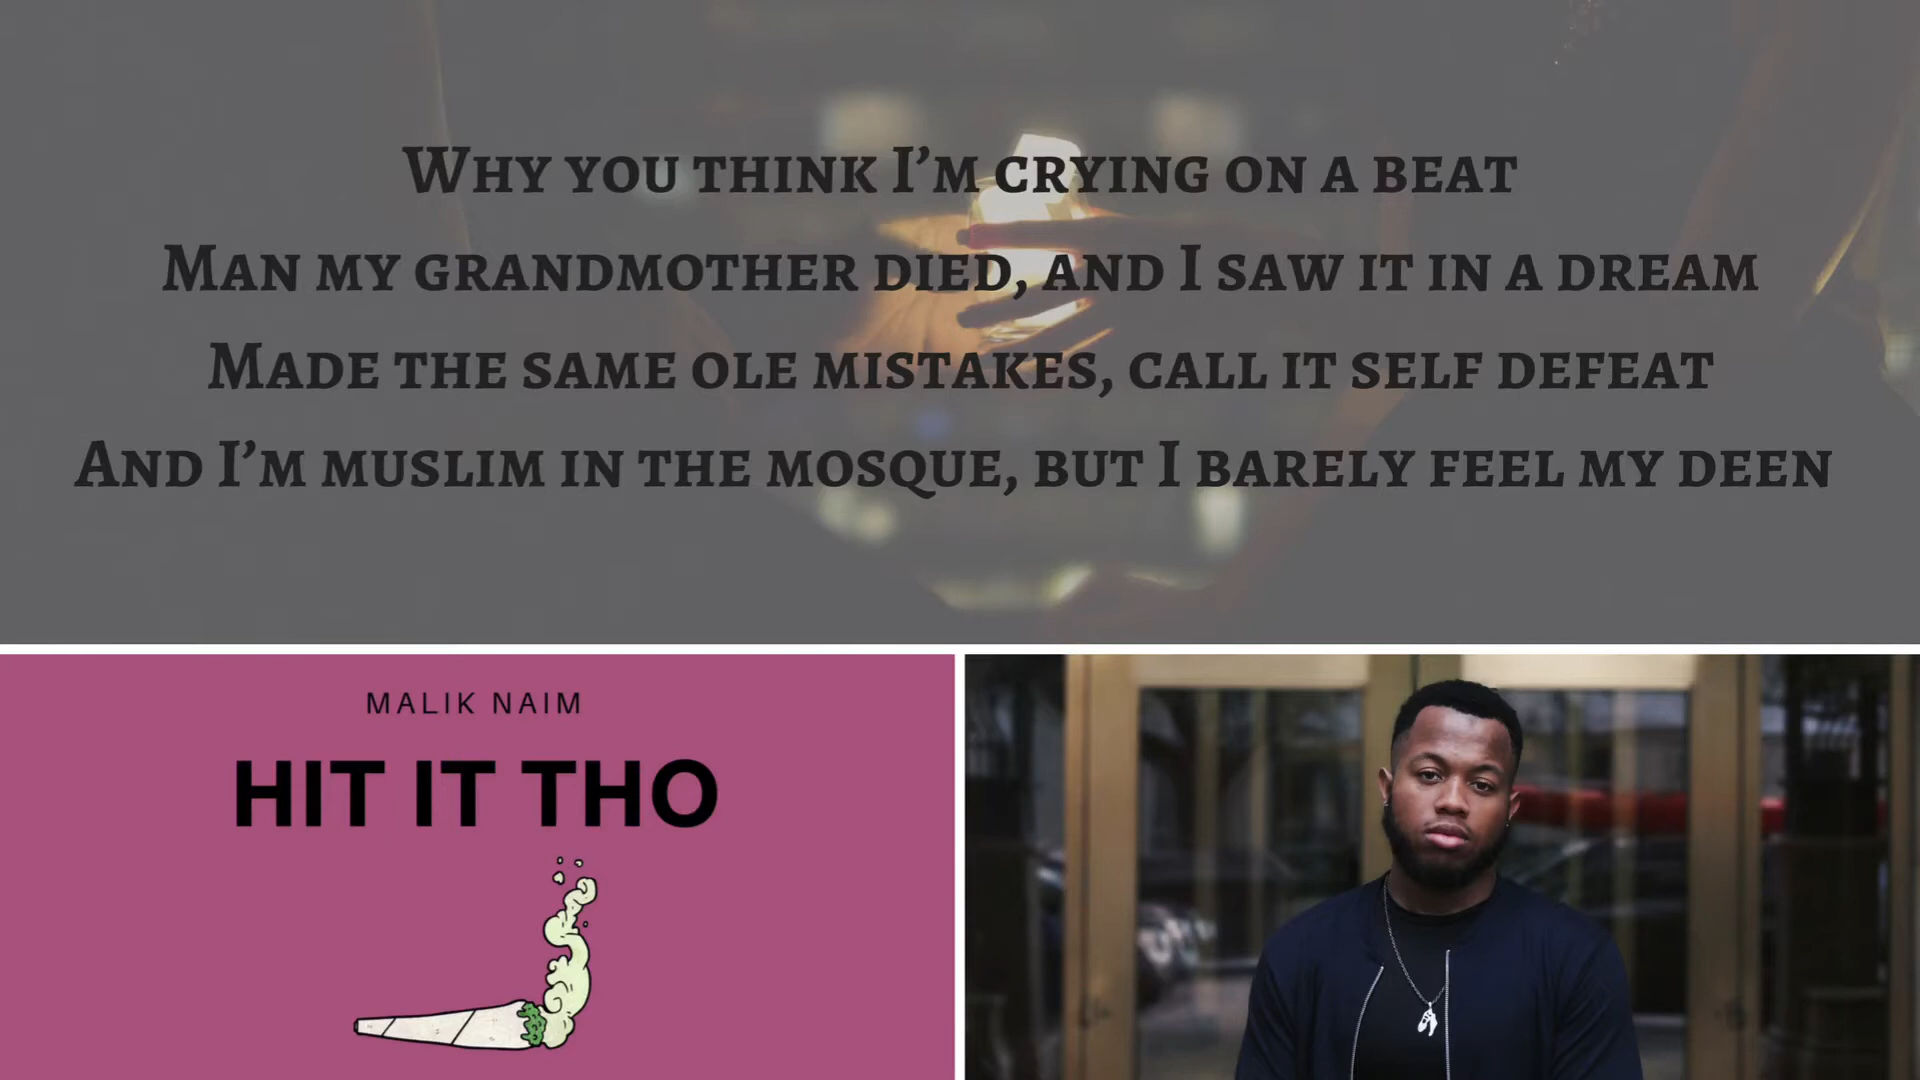 Why you think I'm crying on a beat
Man my grandmother died, and I saw it in a dream
Made the same ole mistakes, call it self defeat
And I'm muslim in the mosque, but I barely feel my deen
MALIK NAIM
HIT IT THO